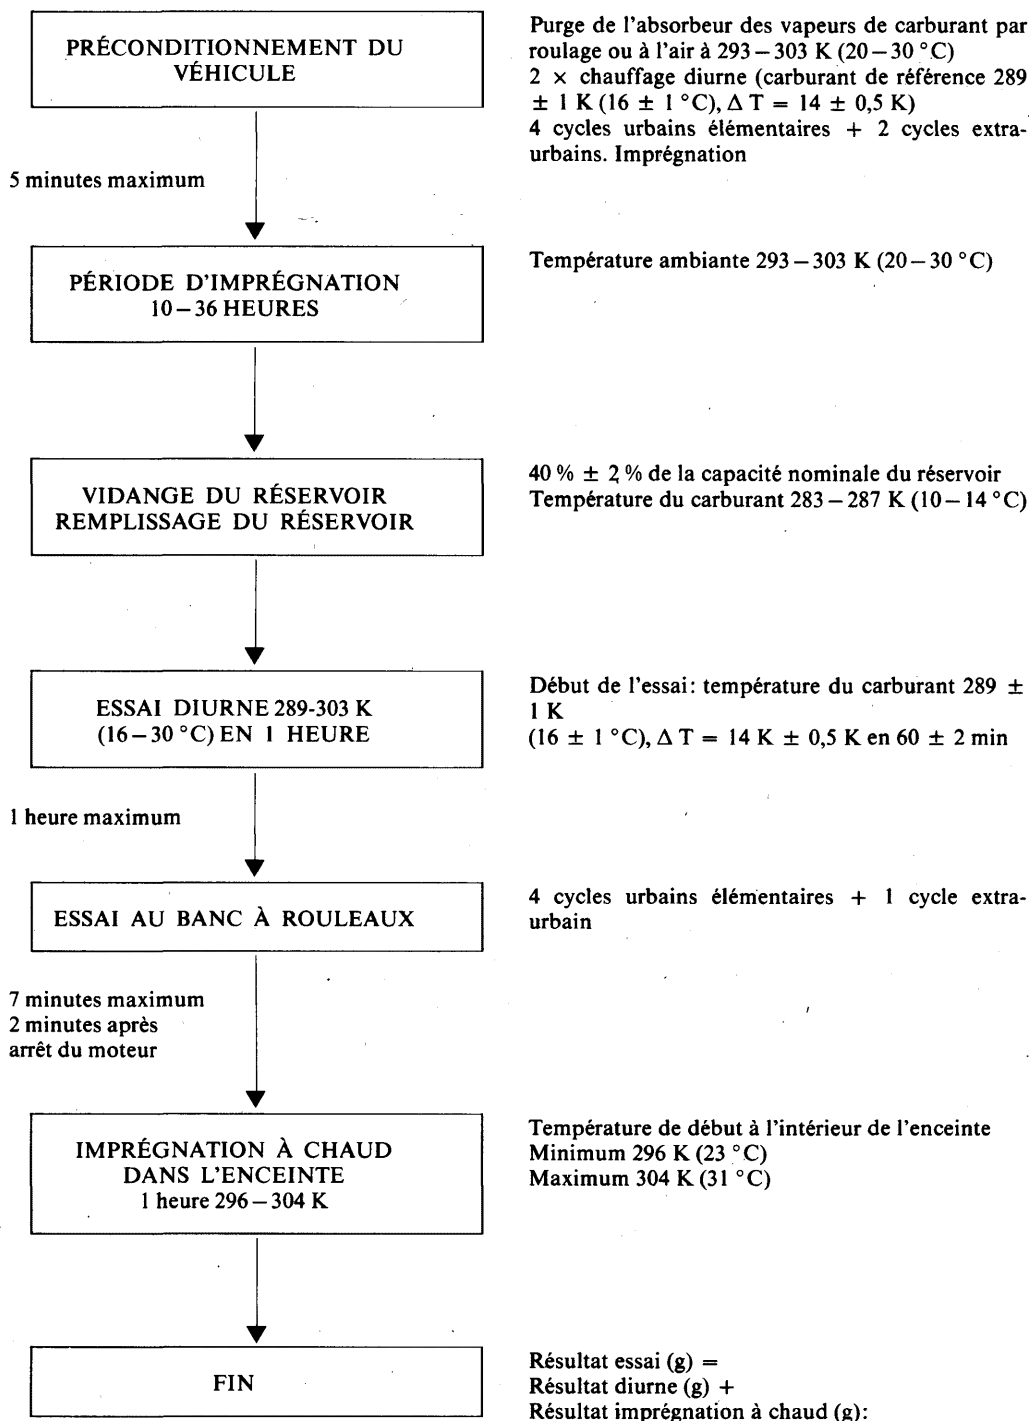 PRÉCONDITIONNEMENT DU
VÉHICULE
Purge de l'absorbeur des vapeurs de carburant par
roulage ou à l'air à 293 – 303 K (20 – 30 °C)
2 × chauffage diurne (carburant de référence 289
± 1 K (16 ± 1 °C), Δ T = 14 ± 0,5 K)
4 cycles urbains élémentaires + 2 cycles extra-
urbains. Imprégnation
5 minutes maximum
PÉRIODE D'IMPRÉGNATION
10 – 36 HEURES
Température ambiante 293 – 303 K (20 – 30 °C)
VIDANGE DU RÉSERVOIR
REMPLISSAGE DU RÉSERVOIR
40 % ± 2 % de la capacité nominale du réservoir
Température du carburant 283 – 287 K (10 – 14 °C)
ESSAI DIURNE 289-303 K
(16 – 30 °C) EN 1 HEURE
Début de l'essai: température du carburant 289 ±
1 K
(16 ± 1 °C), Δ T = 14 K ± 0,5 K en 60 ± 2 min
1 heure maximum
ESSAI AU BANC À ROULEAUX
4 cycles urbains élémentaires + 1 cycle extra-
urbain
7 minutes maximum
2 minutes après
arrêt du moteur
IMPRÉGNATION À CHAUD
DANS L'ENCEINTE
1 heure 296 – 304 K
Température de début à l'intérieur de l'enceinte
Minimum 296 K (23 °C)
Maximum 304 K (31 °C)
FIN
Résultat essai (g) =
Résultat diurne (g) +
Résultat imprégnation à chaud (g):